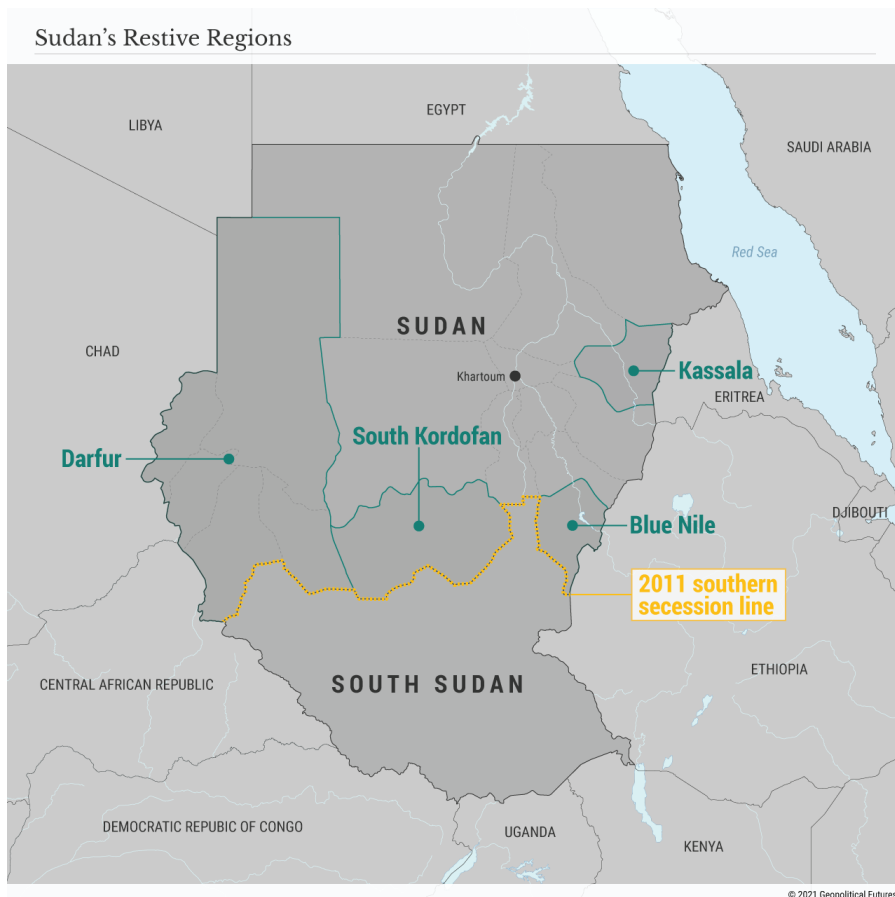 Sudan's Restive Regions
EGYPT
LIBYA
SAUDI ARABIA
Red Sea
SUDAN
CHAD
Khartoum
Kassala
ERITREA
South Kordofan
Darfur
DJIBOUTI
Blue Nile
2011 southern
secession line
ETHIOPIA
CENTRAL AFRICAN REPUBLIC
SOUTH SUDAN
DEMOCRATIC REPUBIC OF CONGO
UGANDA
KENYA
© 2021 Geopolitical Futures